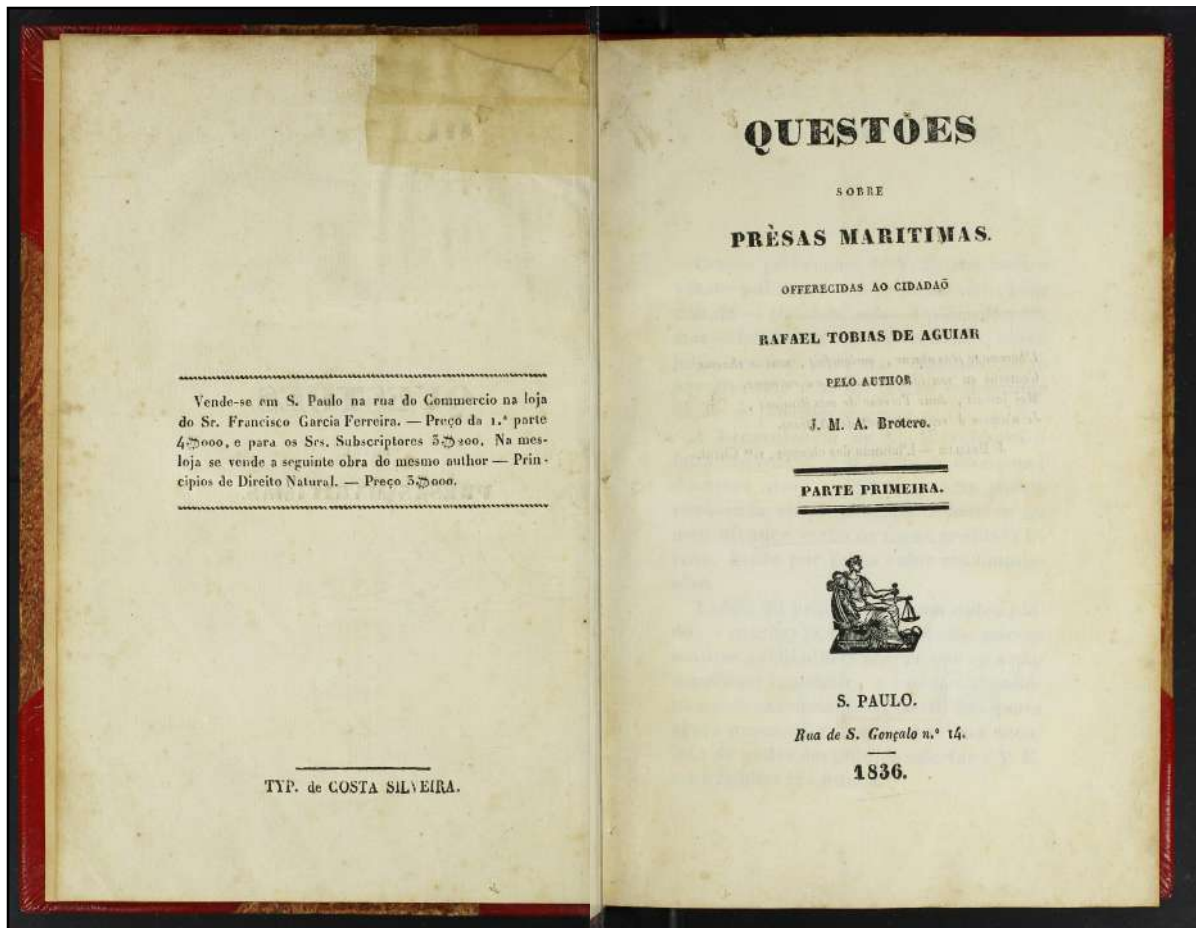 Vende-se em S. Paulo na rua do Commercio na loja
do Sr. Francisco Garcia Ferreira. — Preço da 1.ª parte
4$000, e para os Srs. Subscriptores 3$200. Na mes-
loja se vende a seguinte obra do mesmo author — Prin-
cipios de Direito Natural. — Preço 3$000.
TYP. de COSTA SILVEIRA.
QUESTÕES
SOBRE
PRÈSAS MARITIMAS.
OFFERECIDAS AO CIDADAÕ
RAFAEL TOBIAS DE AGUIAR
PELO AUTHOR
J. M. A. Brotero.
PARTE PRIMEIRA.
S. PAULO.
Rua de S. Gonçalo n.º 14.
1836.